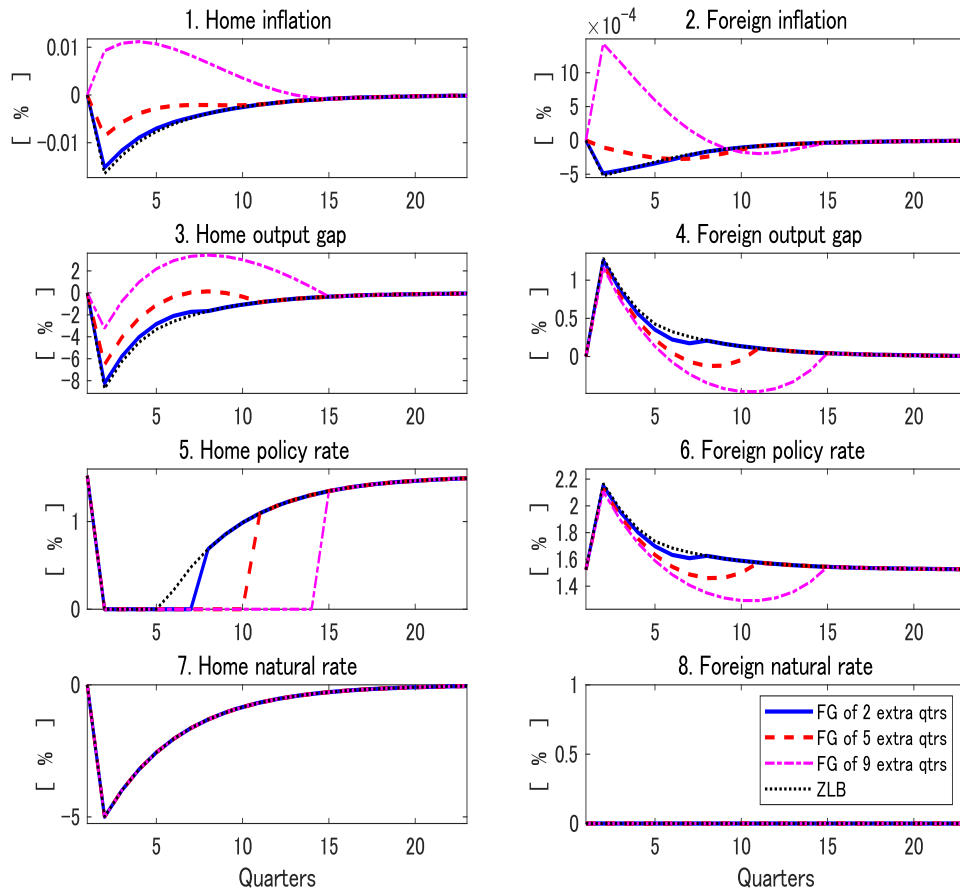 1. Home inflation
0.01
0
-0.01
[ % ]
5 10 15 20
2. Foreign inflation
×10⁻⁴
10
5
0
-5
[ % ]
5 10 15 20
3. Home output gap
2
0
-2
-4
-6
-8
[ % ]
5 10 15 20
4. Foreign output gap
1
0.5
0
[ % ]
5 10 15 20
5. Home policy rate
1
0
[ % ]
5 10 15 20
6. Foreign policy rate
2.2
2
1.8
1.6
1.4
[ % ]
5 10 15 20
7. Home natural rate
0
-5
[ % ]
5 10 15 20
Quarters
8. Foreign natural rate
1
0.5
0
[ % ]
FG of 2 extra qtrs
FG of 5 extra qtrs
FG of 9 extra qtrs
ZLB
5 10 15 20
Quarters